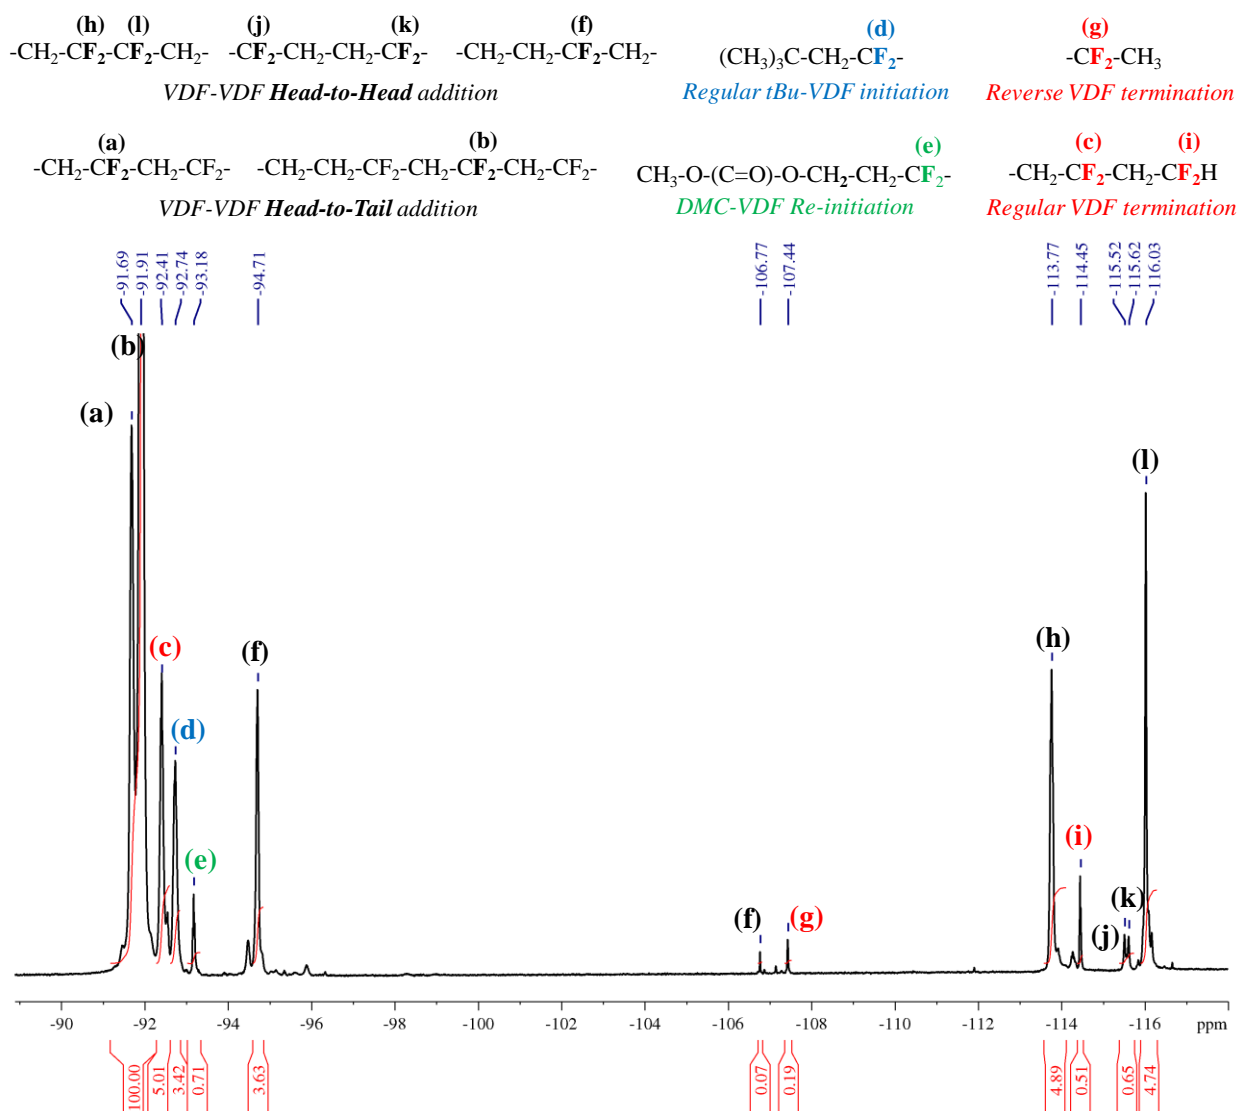 (h) (l) (j) (k) (f) (d) (g)
-CH₂-CF₂-CF₂-CH₂- -CF₂-CH₂-CH₂-CF₂- -CH₂-CH₂-CF₂-CH₂- (CH₃)₃C-CH₂-CF₂- -CF₂-CH₃
VDF-VDF Head-to-Head addition Regular tBu-VDF initiation Reverse VDF termination
(a) (b) (e) (c) (i)
-CH₂-CF₂-CH₂-CF₂- -CH₂-CH₂-CF₂-CH₂-CF₂-CH₂-CF₂- CH₃-O-(C=O)-O-CH₂-CH₂-CF₂- -CH₂-CF₂-CH₂-CF₂H
VDF-VDF Head-to-Tail addition DMC-VDF Re-initiation Regular VDF termination
-91.69 -91.91 -92.41 -92.74 -93.18 -94.71 -106.77 -107.44 -113.77 -114.45 -115.52 -115.62 -116.03
(b)
(a)
(l)
(h)
(c)
(f)
(d)
(i)
(e)
(k)
(f)
(g)
(j)
-90 -92 -94 -96 -98 -100 -102 -104 -106 -108 -110 -112 -114 -116 ppm
100.00 5.01 3.42 0.71 3.63 0.07 0.19 4.89 0.51 0.65 4.74